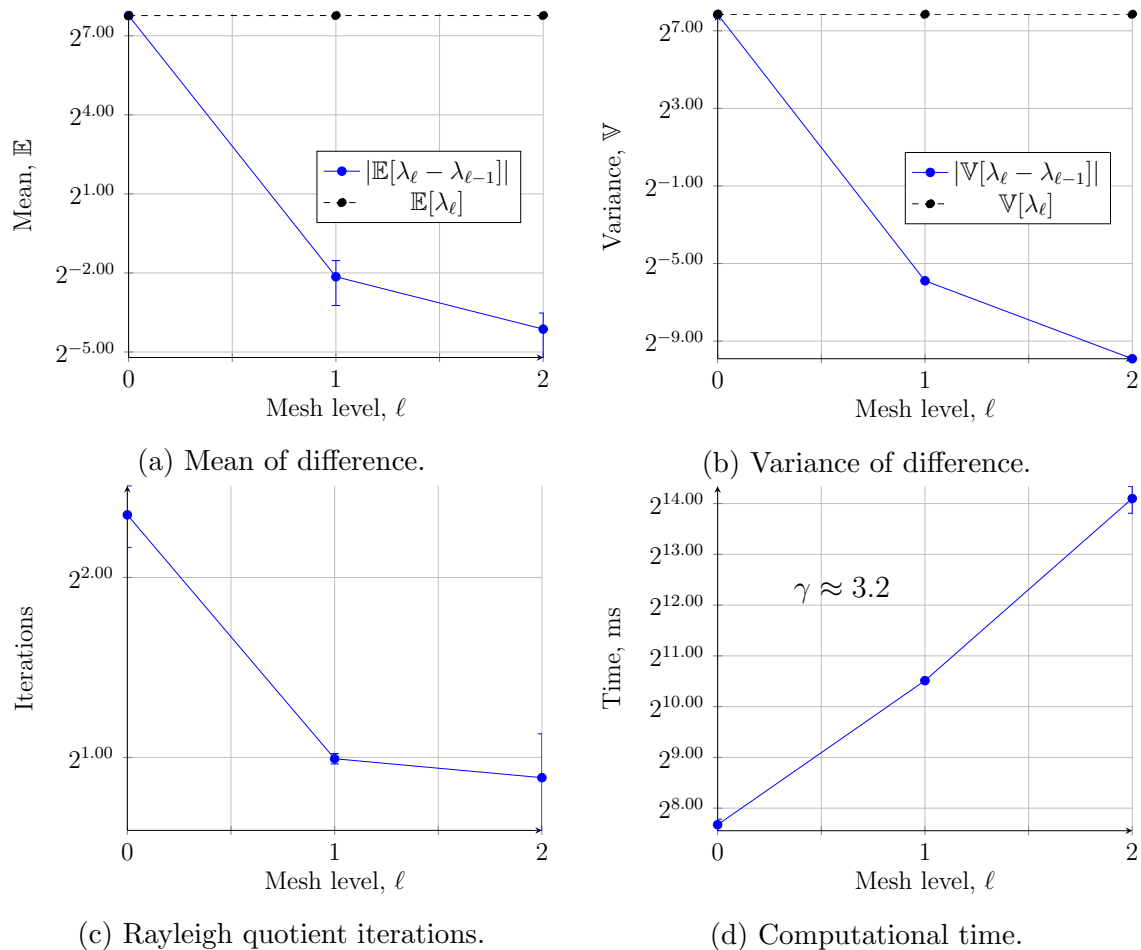 2^{7.00}
2^{4.00}
2^{1.00}
2^{−2.00}
2^{−5.00}
Mean, 𝔼
|𝔼[λ_ℓ − λ_{ℓ−1}]|
𝔼[λ_ℓ]
0 1 2
Mesh level, ℓ
(a) Mean of difference.
2^{7.00}
2^{3.00}
2^{−1.00}
2^{−5.00}
2^{−9.00}
Variance, 𝕍
|𝕍[λ_ℓ − λ_{ℓ−1}]|
𝕍[λ_ℓ]
0 1 2
Mesh level, ℓ
(b) Variance of difference.
2^{2.00}
2^{1.00}
Iterations
0 1 2
Mesh level, ℓ
(c) Rayleigh quotient iterations.
2^{14.00}
2^{13.00}
2^{12.00}
2^{11.00}
2^{10.00}
2^{9.00}
2^{8.00}
Time, ms
γ ≈ 3.2
0 1 2
Mesh level, ℓ
(d) Computational time.